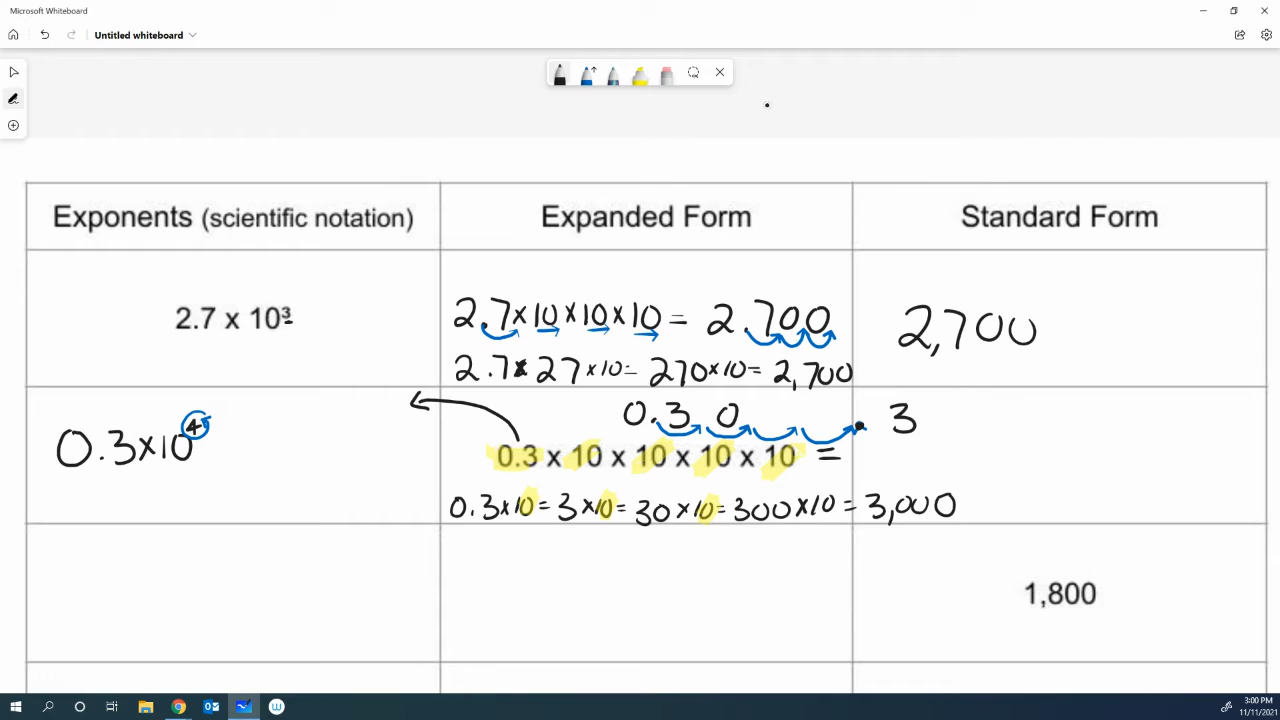 Microsoft Whiteboard
Untitled whiteboard
Exponents (scientific notation)
Expanded Form
Standard Form
2.7 x 10³
2.7×10×10×10= 2.700
2.7× 27×10= 270×10= 2,700
2,700
0.3×10⁴
0.3 0 . 3
0.3 x 10 x 10 x 10 x 10 =
0.3×10= 3×10= 30×10= 300×10= 3,000
1,800
3:00 PM
11/11/2021